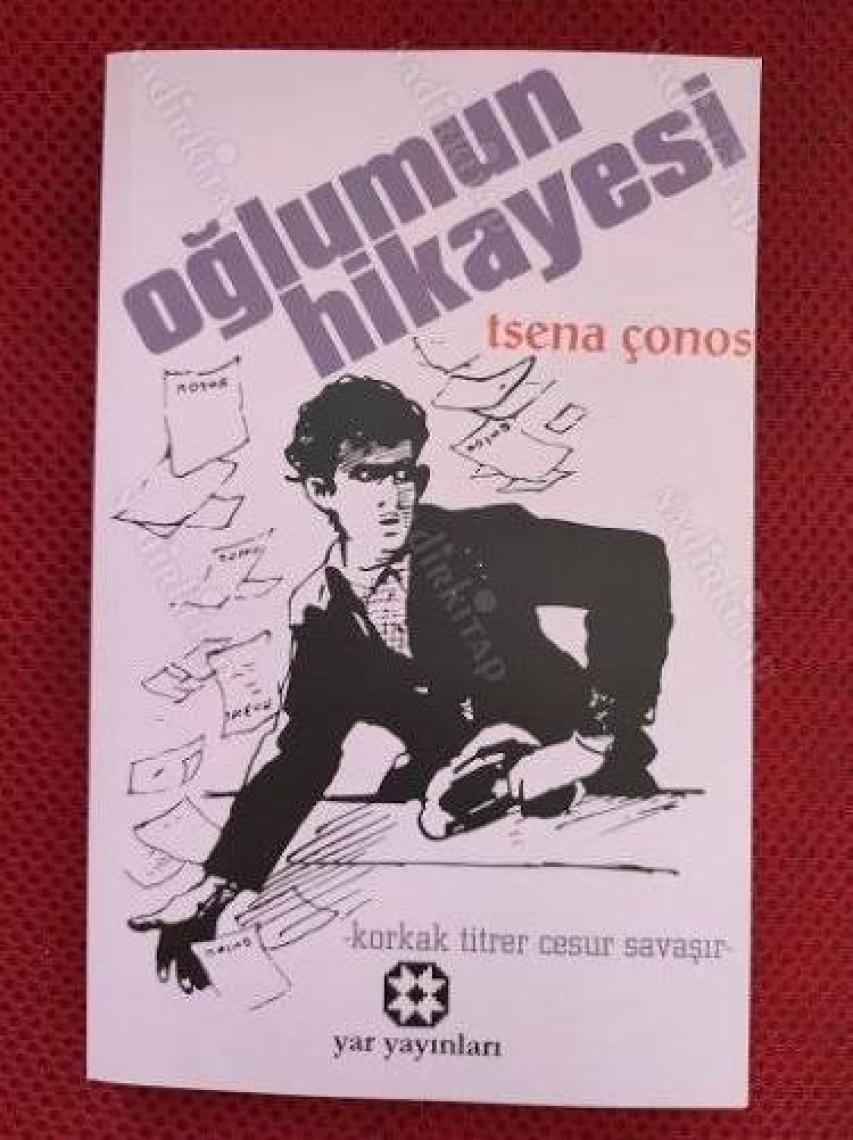 oğlumun
hikayesi
tsena çonos
-korkak titrer cesur savaşır-
yar yayınları